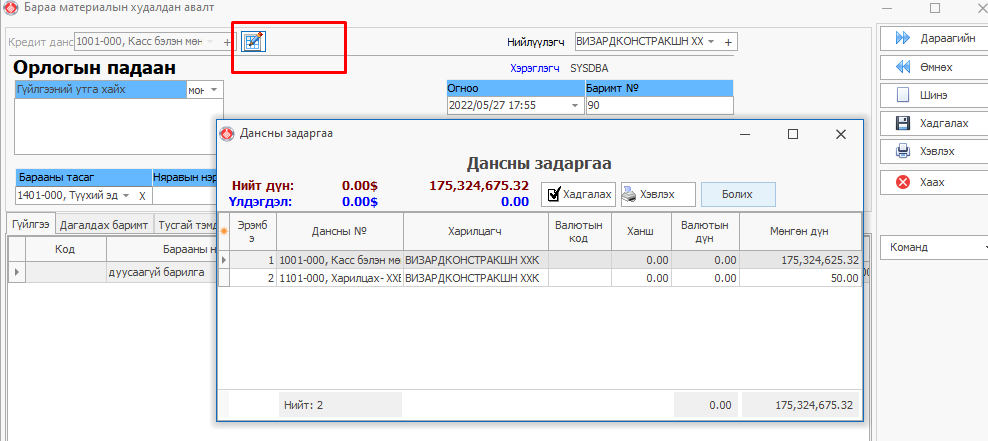 Бараа материалын худалдан авалт
Кредит данс 1001-000, Касс бэлэн мөн +
Нийлүүлэгч ВИЗАРДКОНСТРАКШН ХХ +
Орлогын падаан
Хэрэглэгч SYSDBA
Гүйлгээний утга хайх мон
Огноо Баримт №
2022/05/27 17:55 90
Барааны тасаг Няравын нэр
1401-000, Түүхий эд X
Гүйлгээ Дагалдах баримт Тусгай тэмд
Код Барааны н
дуусаагүй барилга
Дараагийн
Өмнөх
Шинэ
Хадгалах
Хэвлэх
Хаах
Команд
Дансны задаргаа
Дансны задаргаа
Нийт дүн: 0.00$ 175,324,675.32
Үлдэгдэл: 0.00$ 0.00
Хадгалах Хэвлэх Болих
Эрэмбэ Дансны № Харилцагч Валютын код Ханш Валютын дүн Мөнгөн дүн
1 1001-000, Касс бэлэн мө ВИЗАРДКОНСТРАКШН ХХК 0.00 0.00 175,324,625.32
2 1101-000, Харилцах- ХХБ ВИЗАРДКОНСТРАКШН ХХК 0.00 0.00 50.00
Нийт: 2 0.00 175,324,675.32